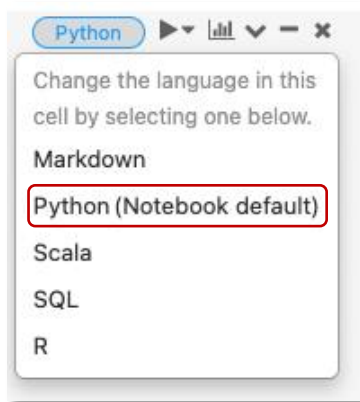 Python
Change the language in this
cell by selecting one below.
Markdown
Python (Notebook default)
Scala
SQL
R